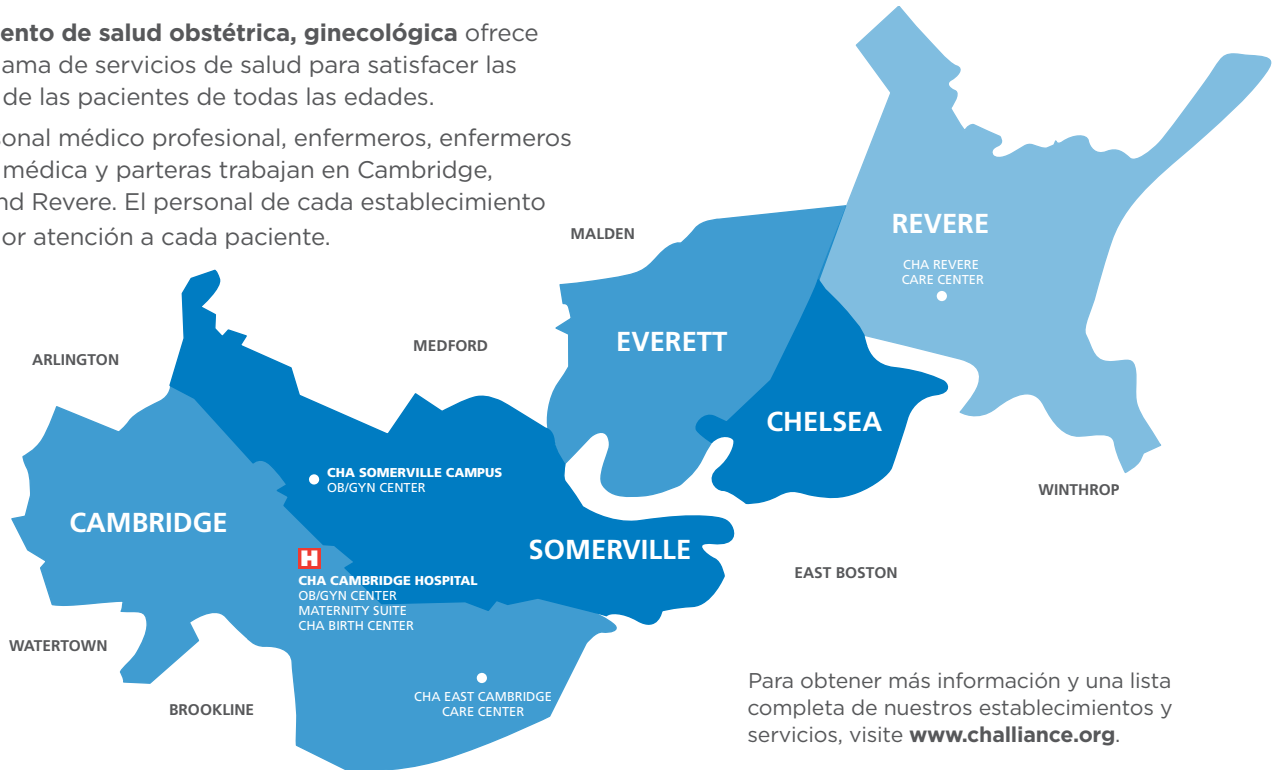 ento de salud obstétrica, ginecológica ofrece
ama de servicios de salud para satisfacer las
de las pacientes de todas las edades.
sonal médico profesional, enfermeros, enfermeros
médica y parteras trabajan en Cambridge,
nd Revere. El personal de cada establecimiento
or atención a cada paciente.
MALDEN
REVERE
CHA REVERE
CARE CENTER
ARLINGTON
MEDFORD
EVERETT
CHELSEA
CHA SOMERVILLE CAMPUS
OB/GYN CENTER
WINTHROP
CAMBRIDGE
SOMERVILLE
H
CHA CAMBRIDGE HOSPITAL
OB/GYN CENTER
MATERNITY SUITE
CHA BIRTH CENTER
EAST BOSTON
WATERTOWN
BROOKLINE
CHA EAST CAMBRIDGE
CARE CENTER
Para obtener más información y una lista
completa de nuestros establecimientos y
servicios, visite www.challiance.org.